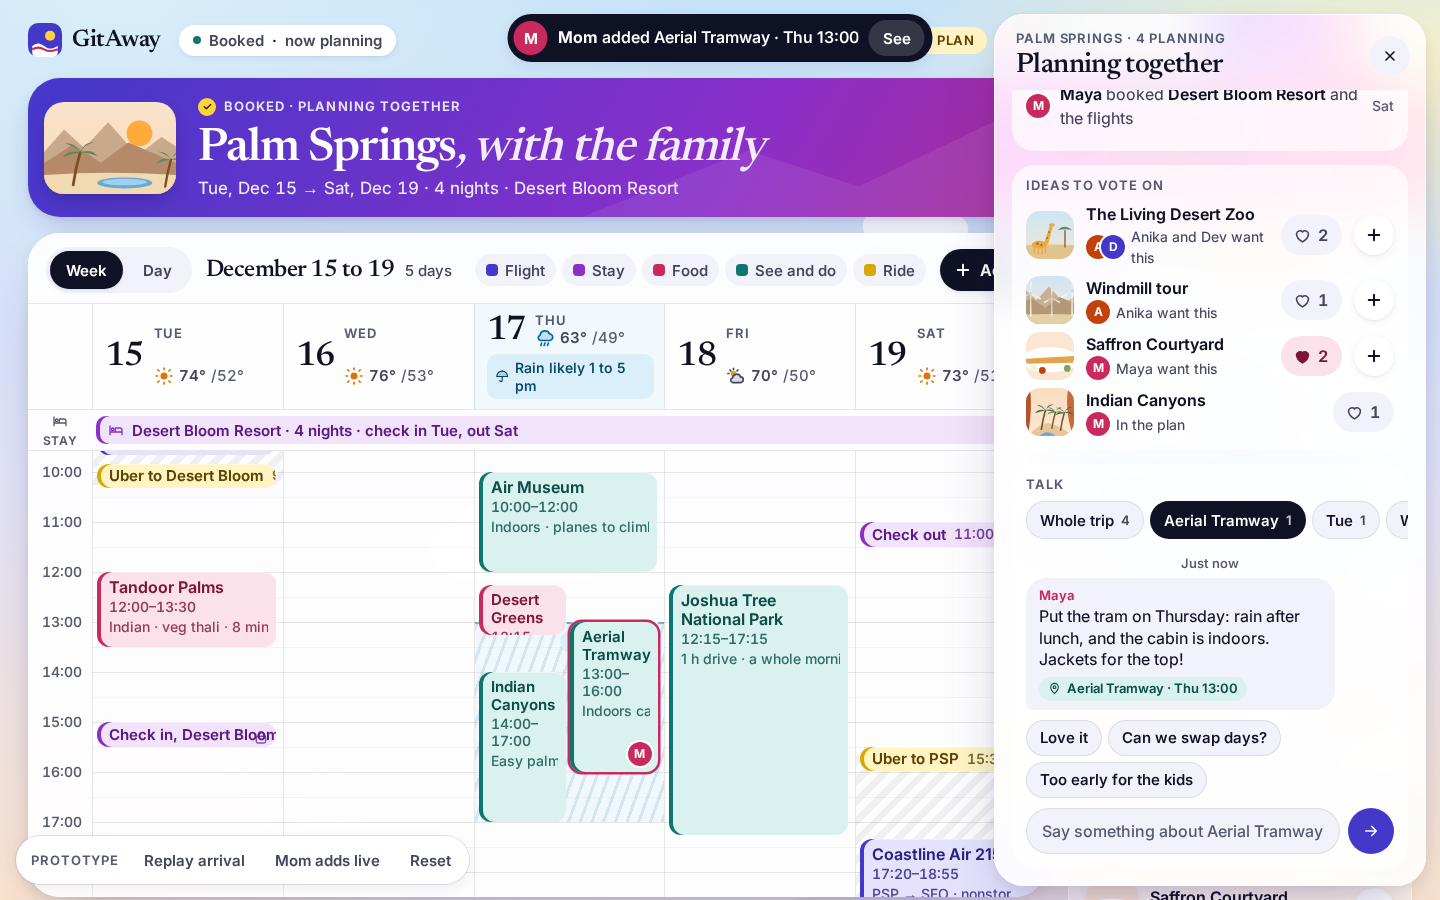 GitAway
Booked · now planning
M Mom added Aerial Tramway · Thu 13:00 See
PLAN
BOOKED · PLANNING TOGETHER
Palm Springs, with the family
Tue, Dec 15 → Sat, Dec 19 · 4 nights · Desert Bloom Resort
Week Day December 15 to 19 5 days Flight Stay Food See and do Ride
15 TUE 74° /52°
16 WED 76° /53°
17 THU 63° /49°
Rain likely 1 to 5
pm
18 FRI 70° /50°
19 SAT 73° /51
STAY
Desert Bloom Resort · 4 nights · check in Tue, out Sat
10:00
11:00
12:00
13:00
14:00
15:00
16:00
17:00
Uber to Desert Bloom
Tandoor Palms
12:00–13:30
Indian · veg thali · 8 min
Check in, Desert Bloom
Air Museum
10:00–12:00
Indoors · planes to climb
Desert
Greens
Indian
Canyons
14:00–
17:00
Easy palm
Aerial
Tramway
13:00–
16:00
Indoors ca
M
Joshua Tree
National Park
12:15–17:15
1 h drive · a whole morni
Check out 11:00
Uber to PSP 15:3
Coastline Air 215
17:20–18:55
PSP → SFO · nonstop
PROTOTYPE Replay arrival Mom adds live Reset
PALM SPRINGS · 4 PLANNING
Planning together
M Maya booked Desert Bloom Resort and
the flights
Sat
IDEAS TO VOTE ON
The Living Desert Zoo
A D Anika and Dev want
this
2
Windmill tour
A Anika want this
1
Saffron Courtyard
M Maya want this
2
Indian Canyons
M In the plan
1
TALK
Whole trip 4 Aerial Tramway 1 Tue 1 W
Just now
Maya
Put the tram on Thursday: rain after
lunch, and the cabin is indoors.
Jackets for the top!
Aerial Tramway · Thu 13:00
Love it Can we swap days?
Too early for the kids
Say something about Aerial Tramway
Saffron Courtyard